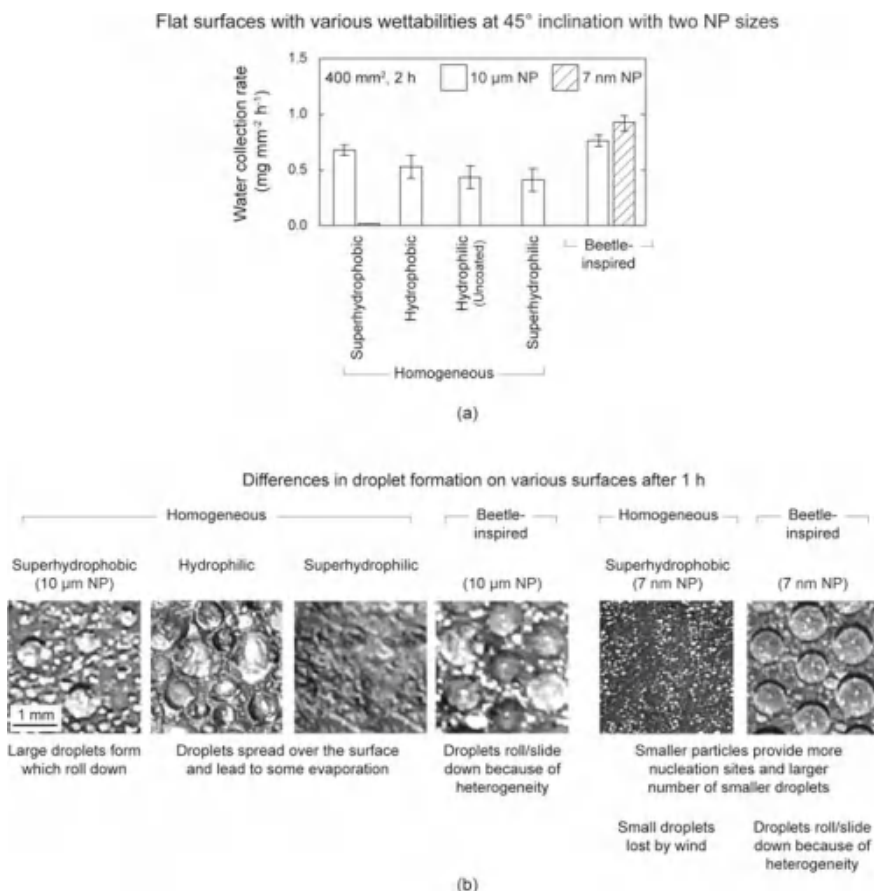 Flat surfaces with various wettabilities at 45° inclination with two NP sizes
400 mm², 2 h
10 μm NP
7 nm NP
Water collection rate
(mg mm⁻² h⁻¹)
1.5
1.0
0.5
0.0
Superhydrophobic
Hydrophobic
Hydrophilic
(Uncoated)
Superhydrophilic
Beetle-
inspired
Homogeneous
(a)
Differences in droplet formation on various surfaces after 1 h
Homogeneous
Beetle-
inspired
Homogeneous
Beetle-
inspired
Superhydrophobic
(10 μm NP)
Hydrophilic
Superhydrophilic
(10 μm NP)
Superhydrophobic
(7 nm NP)
(7 nm NP)
1 mm
Large droplets form
which roll down
Droplets spread over the surface
and lead to some evaporation
Droplets roll/slide
down because of
heterogeneity
Smaller particles provide more
nucleation sites and larger
number of smaller droplets
Small droplets
lost by wind
Droplets roll/slide
down because of
heterogeneity
(b)